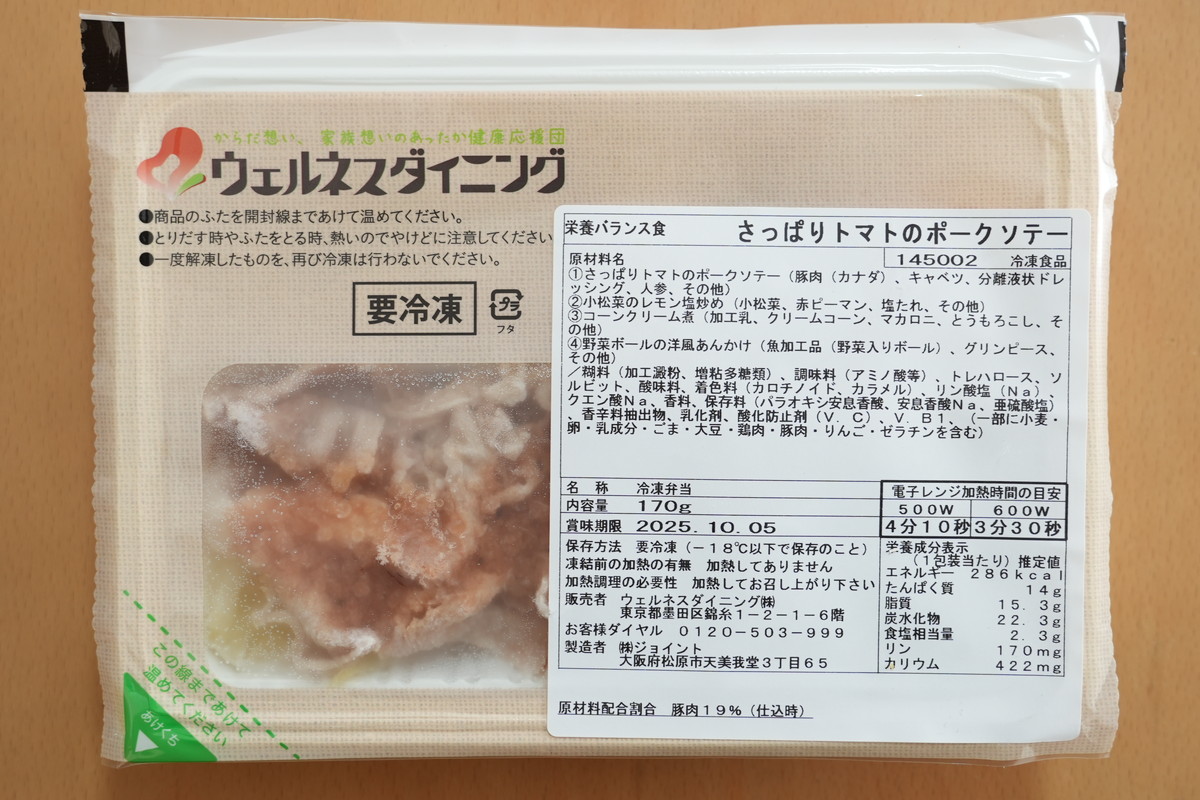 からだ想い、家族想いのあったか健康応援団
ウェルネスダイニング
●商品のふたを開封線まであけて温めてください。
●とりだす時やふたをとる時、熱いのでやけどに注意してください
●一度解凍したものを、再び冷凍は行わないでください。
要冷凍
プラ
フタ
栄養バランス食 さっぱりトマトのポークソテー
原材料名 145002 冷凍食品
①さっぱりトマトのポークソテー（豚肉（カナダ）、キャベツ、分離液状ドレ
ッシング、人参、その他）
②小松菜のレモン塩炒め（小松菜、赤ピーマン、塩たれ、その他）
③コーンクリーム煮（加工乳、クリームコーン、マカロニ、とうもろこし、そ
の他）
④野菜ボールの洋風あんかけ（魚加工品（野菜入りボール）、グリンピース、
その他）
／糊料（加工澱粉、増粘多糖類）、調味料（アミノ酸等）、トレハロース、ソ
ルビット、酸味料、着色料（カロチノイド、カラメル）、リン酸塩（Ｎａ）、
クエン酸Ｎａ、香料、保存料（パラオキシ安息香酸、安息香酸Ｎａ、亜硫酸塩）
、香辛料抽出物、乳化剤、酸化防止剤（Ｖ．Ｃ）、Ｖ．Ｂ１、（一部に小麦・
卵・乳成分・ごま・大豆・鶏肉・豚肉・りんご・ゼラチンを含む）
名 称 冷凍弁当
内容量 170g
賞味期限 2025.10.05
電子レンジ加熱時間の目安
500W 600W
4分10秒 3分30秒
保存方法 要冷凍（－１８℃以下で保存のこと）
凍結前の加熱の有無 加熱してありません
加熱調理の必要性 加熱してお召し上がり下さい
販売者 ウェルネスダイニング㈱
東京都墨田区錦糸１－２－１－６階
お客様ダイヤル ０１２０－５０３－９９９
製造者 ㈱ジョイント
大阪府松原市天美我堂３丁目６５
栄養成分表示
（１包装当たり）推定値
エネルギー 286kcal
たんぱく質 14g
脂質 15.3g
炭水化物 22.3g
食塩相当量 2.3g
リン 170mg
カリウム 422mg
原材料配合割合 豚肉１９％（仕込時）
この線まであけて
温めてください
あけくち